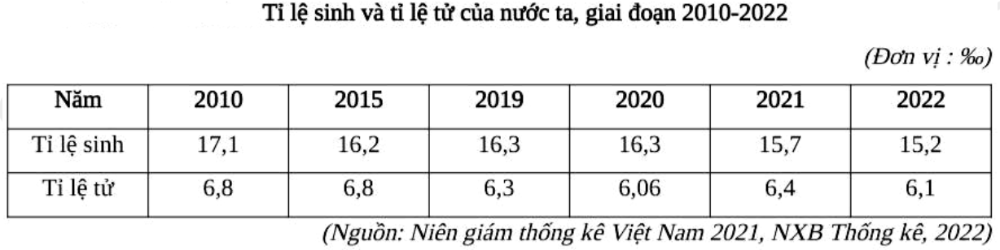 Tỉ lệ sinh và tỉ lệ tử của nước ta, giai đoạn 2010-2022
(Đơn vị : ‰)
Năm 2010 2015 2019 2020 2021 2022
Tỉ lệ sinh 17,1 16,2 16,3 16,3 15,7 15,2
Tỉ lệ tử 6,8 6,8 6,3 6,06 6,4 6,1
(Nguồn: Niên giám thống kê Việt Nam 2021, NXB Thống kê, 2022)